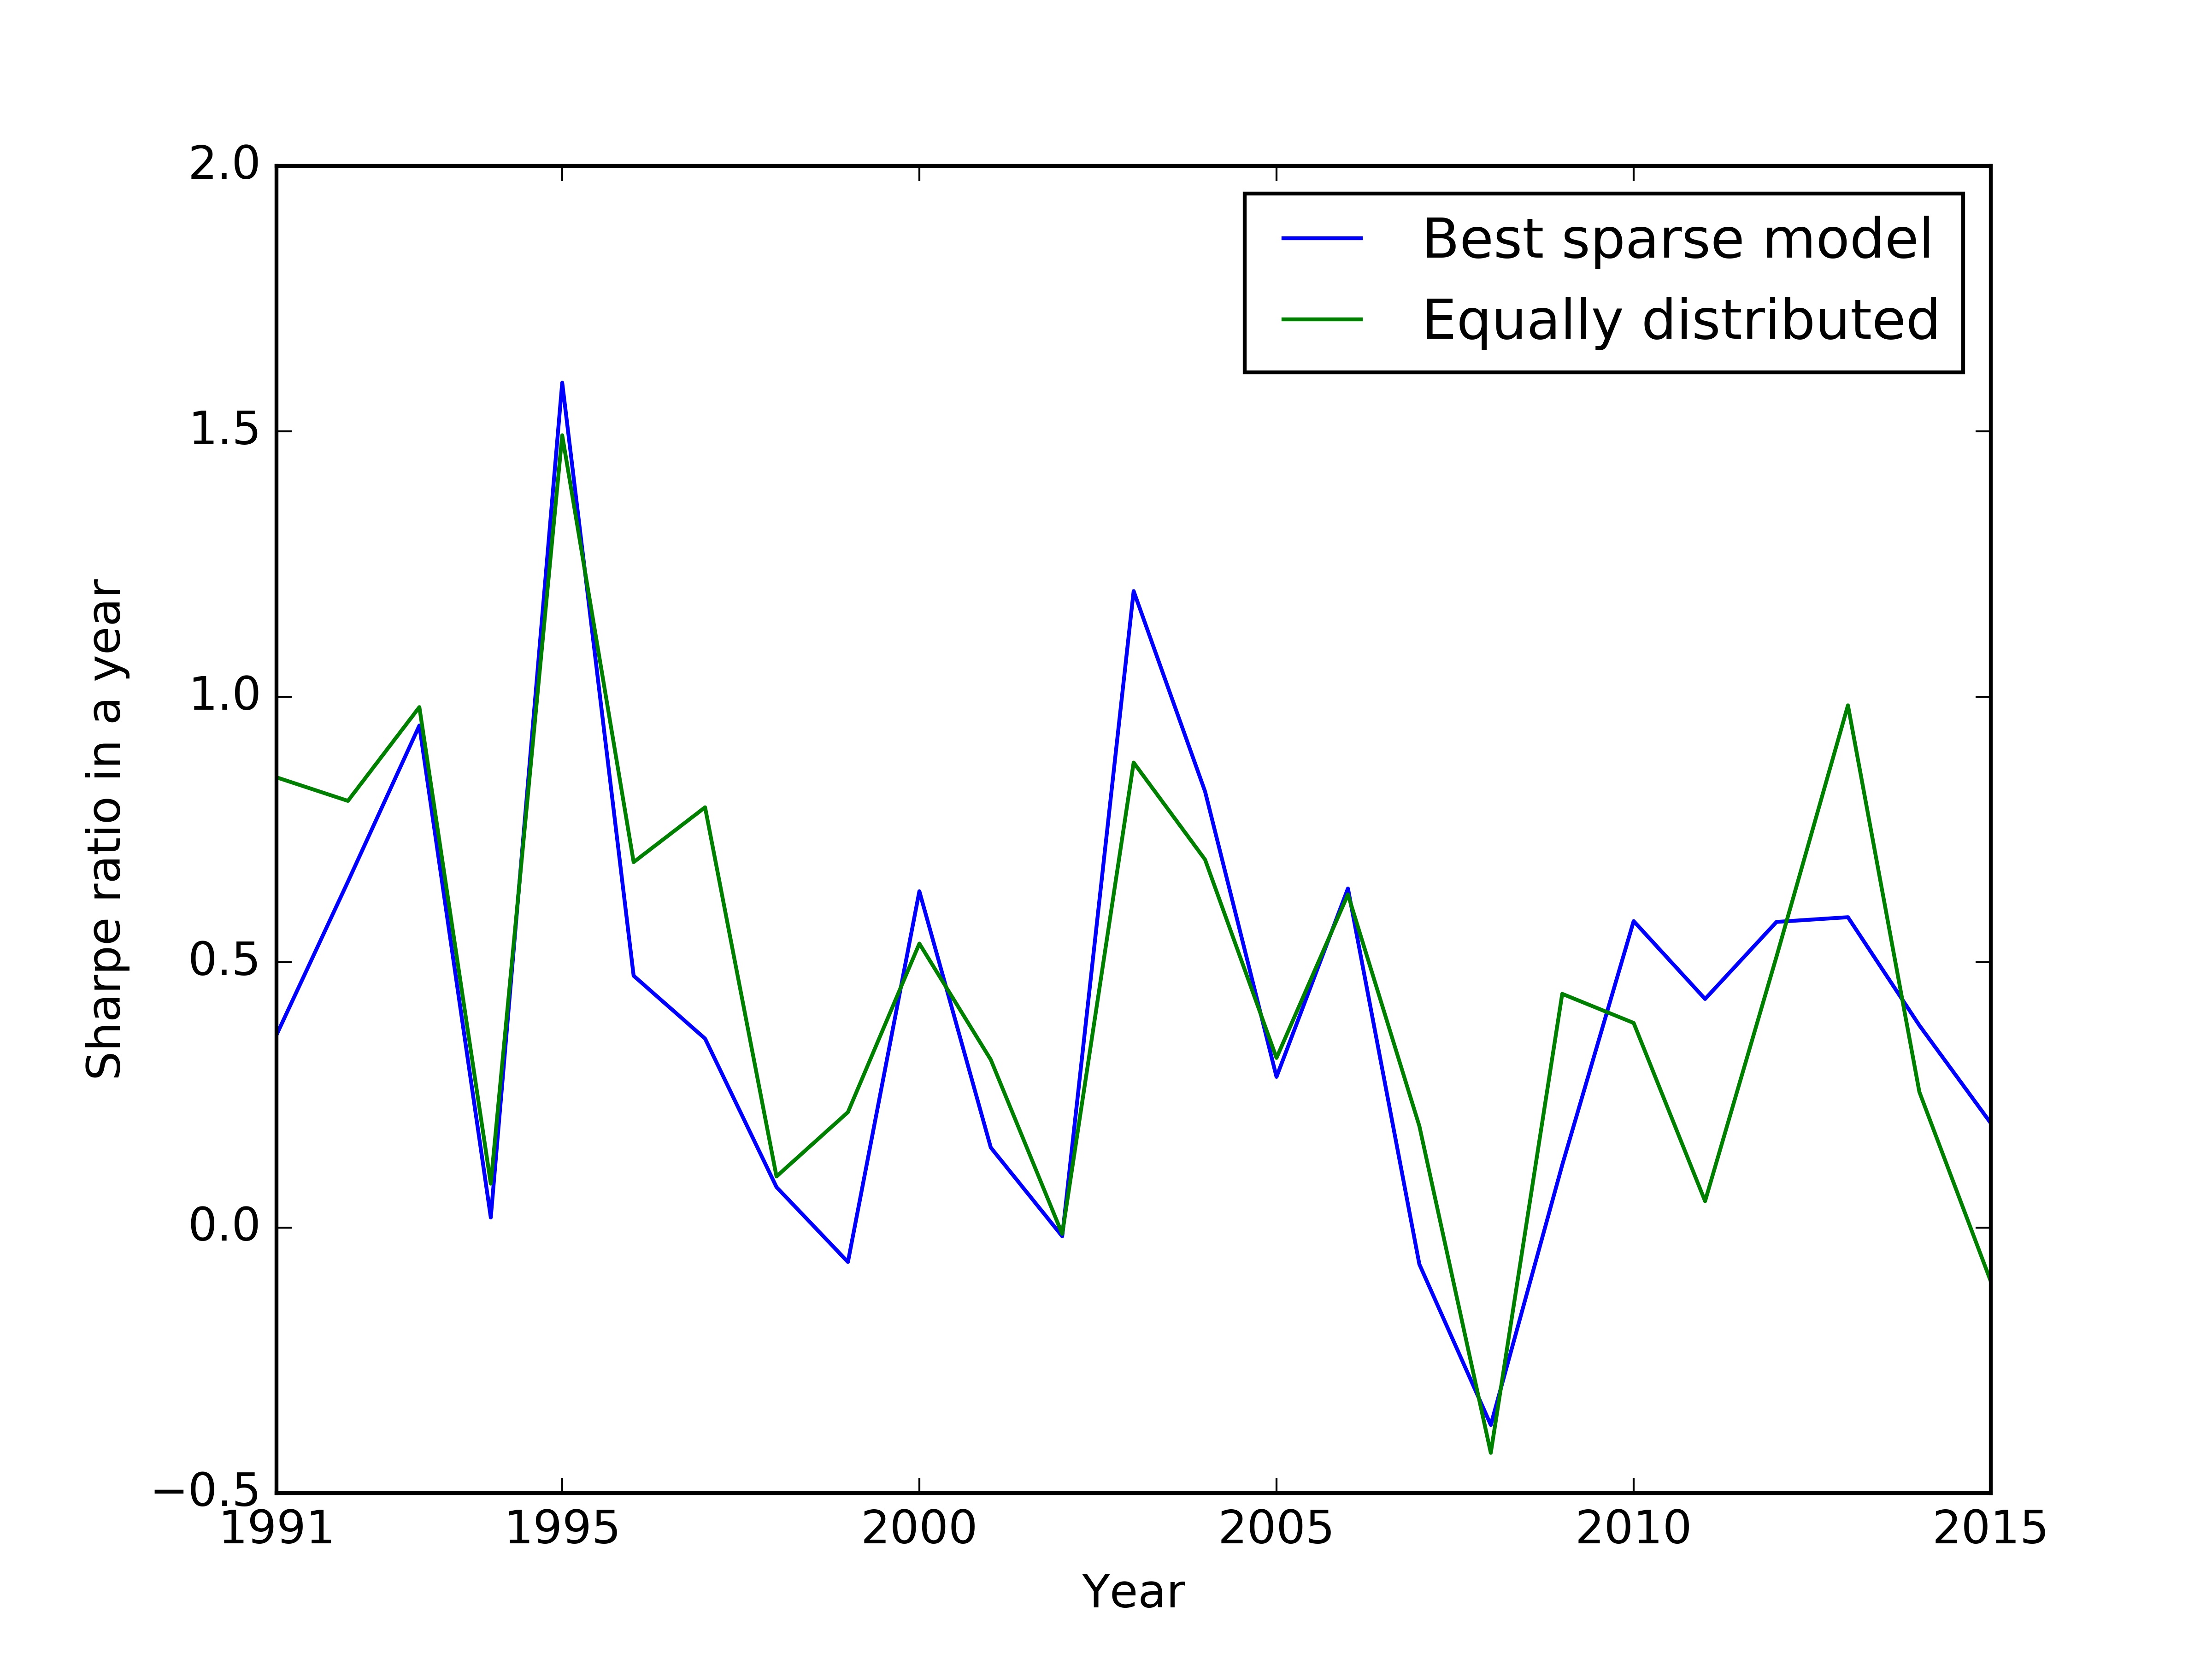 2.0
1.5
1.0
0.5
0.0
−0.5
Sharpe ratio in a year
Best sparse model
Equally distributed
1991 1995 2000 2005 2010 2015
Year